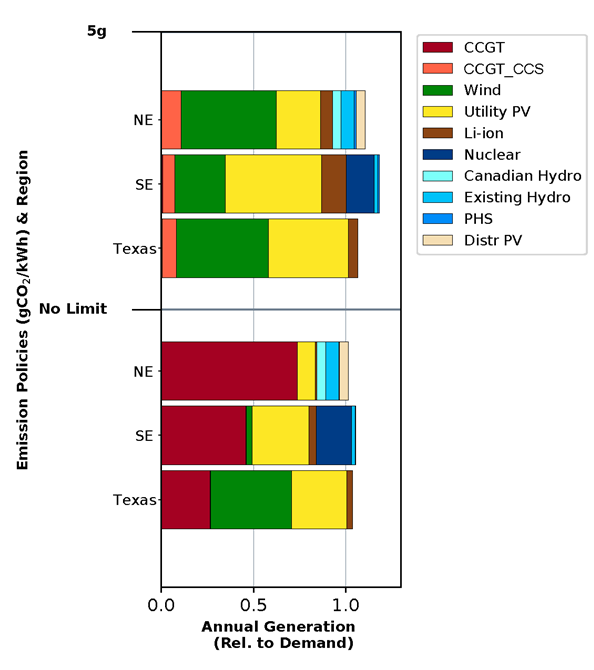 5g
NE
SE
Texas
No Limit
NE
SE
Texas
0.0 0.5 1.0
Annual Generation
(Rel. to Demand)
Emission Policies (gCO₂/kWh) & Region
CCGT
CCGT_CCS
Wind
Utility PV
Li-ion
Nuclear
Canadian Hydro
Existing Hydro
PHS
Distr PV